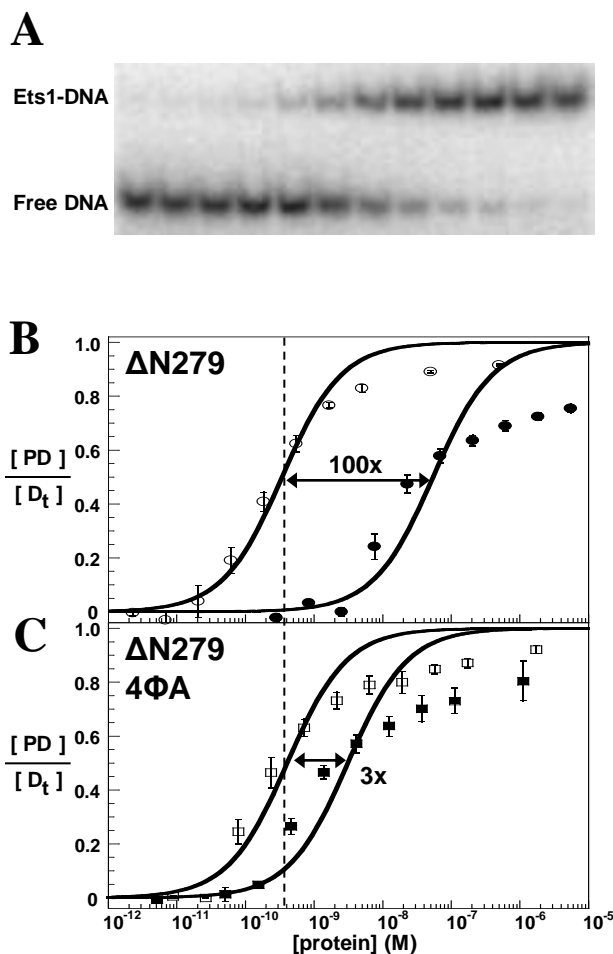 A
Ets1-DNA
Free DNA
B
ΔN279
1.0
0.8
0.6
0.4
0.2
0
[ PD ]
[ Dt ]
100x
C
ΔN279
4ΦA
1.0
0.8
0.6
0.4
0.2
0
[ PD ]
[ Dt ]
3x
10-12 10-11 10-10 10-9 10-8 10-7 10-6 10-5
[protein] (M)